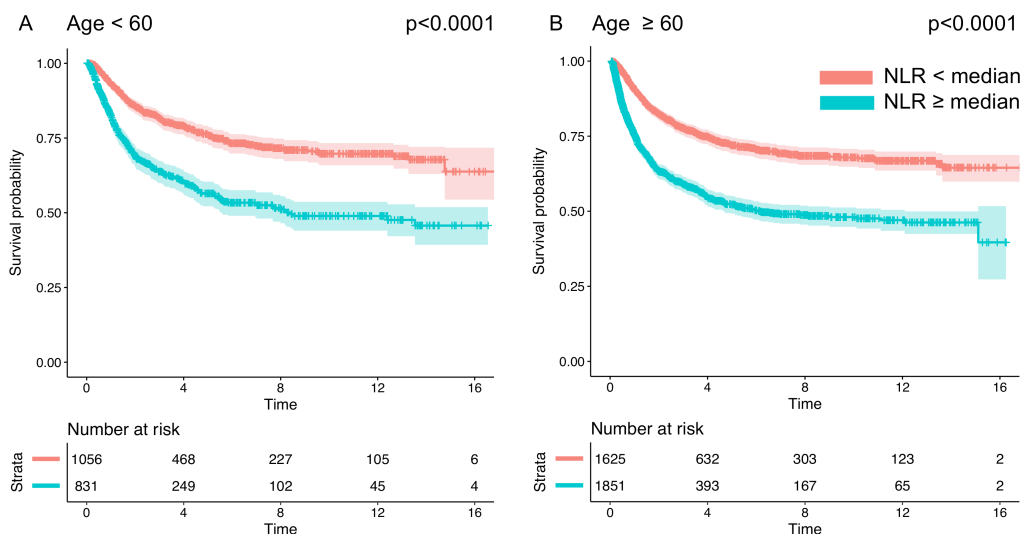 A Age < 60 p<0.0001
Survival probability
1.00
0.75
0.50
0.25
0.00
0 4 8 12 16
Time
Number at risk
Strata
1056 468 227 105 6
831 249 102 45 4
0 4 8 12 16
Time
B Age ≥ 60 p<0.0001
NLR < median
NLR ≥ median
Survival probability
1.00
0.75
0.50
0.25
0.00
0 4 8 12 16
Time
Number at risk
Strata
1625 632 303 123 2
1851 393 167 65 2
0 4 8 12 16
Time